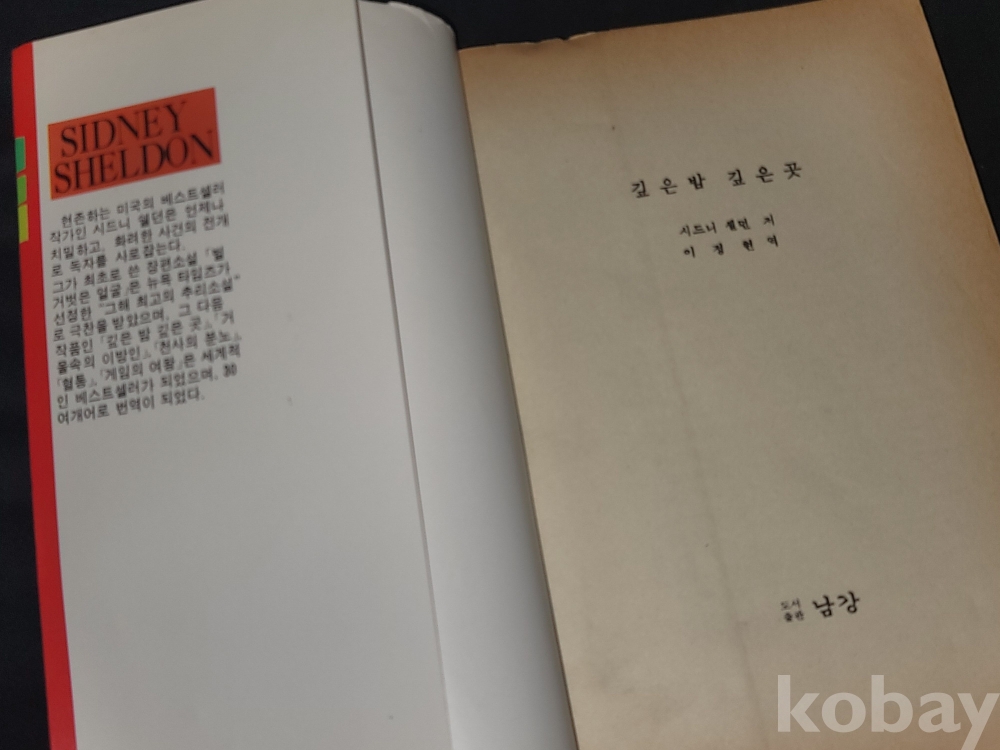 SIDNEY
SHELDON
현존하는 미국의 베스트셀러
작가인 시드니 쉘던은 언제나
치밀하고, 화려한 사건의 전개
로 독자를 사로잡는다.
그가 최초로 쓴 장편소설 「벌
거벗은 얼굴」은 뉴욕 타임즈가
선정한 "그해 최고의 추리소설"
로 극찬을 받았으며, 그 다음
작품인 「깊은 밤 깊은 곳」, 「거
울속의 이방인」, 「천사의 분노」,
「혈통」, 「게임의 여왕」은 세계적
인 베스트셀러가 되었으며, 30
여개어로 번역이 되었다.
깊은밤 깊은곳
시드니 쉘던 저
이정현 역
도서
출판 남강
kobay